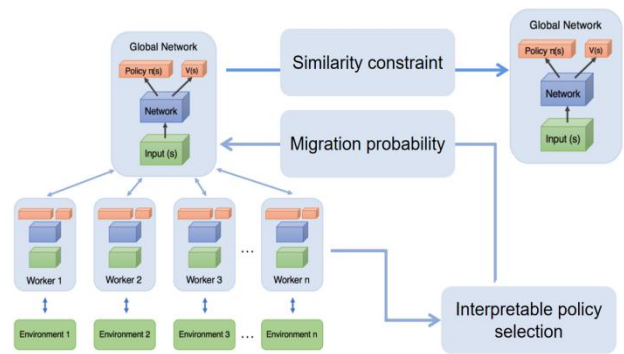 Global Network
Policy π(s)
V(s)
Network
Input (s)
Similarity constraint
Migration probability
Global Network
Policy π(s)
V(s)
Network
Input (s)
Worker 1
Worker 2
Worker 3
...
Worker n
Environment 1
Environment 2
Environment 3
...
Environment n
Interpretable policy
selection